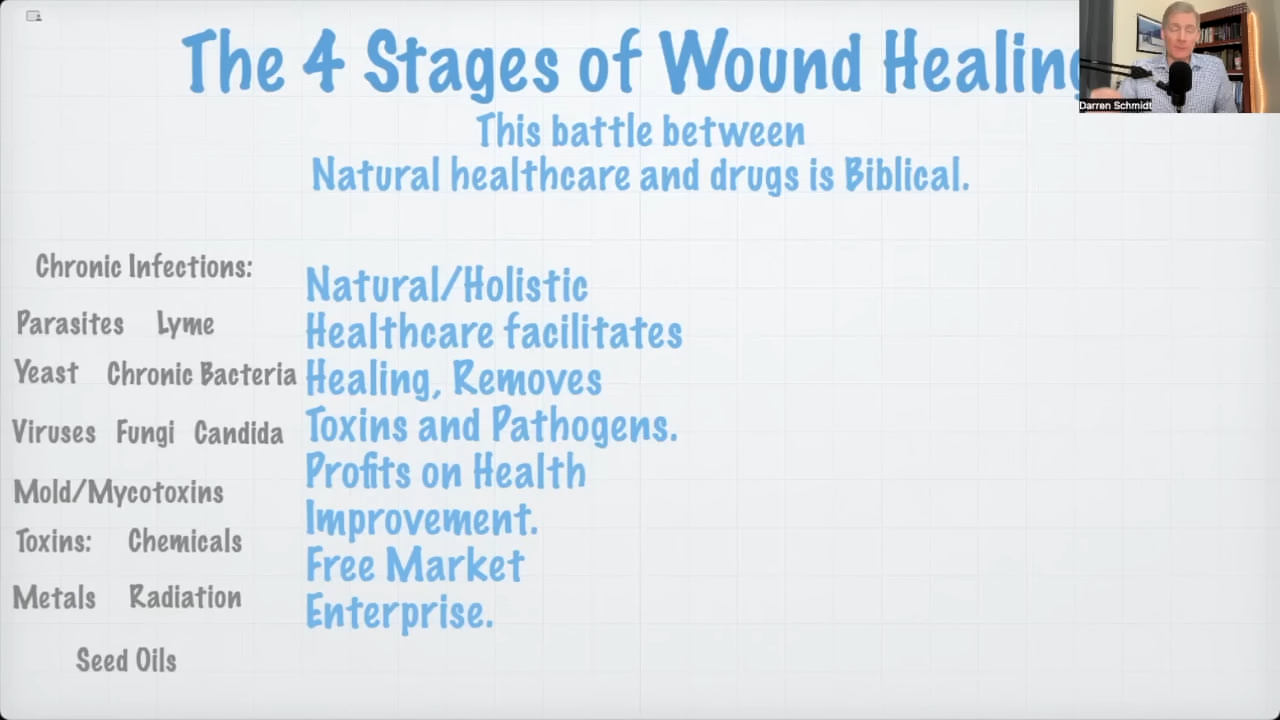 The 4 Stages of Wound Healing
This battle between
Natural healthcare and drugs is Biblical.
Darren Schmidt
Chronic Infections:
Parasites Lyme
Yeast Chronic Bacteria
Viruses Fungi Candida
Mold/Mycotoxins
Toxins: Chemicals
Metals Radiation
Seed Oils
Natural/Holistic
Healthcare facilitates
Healing, Removes
Toxins and Pathogens.
Profits on Health
Improvement.
Free Market
Enterprise.